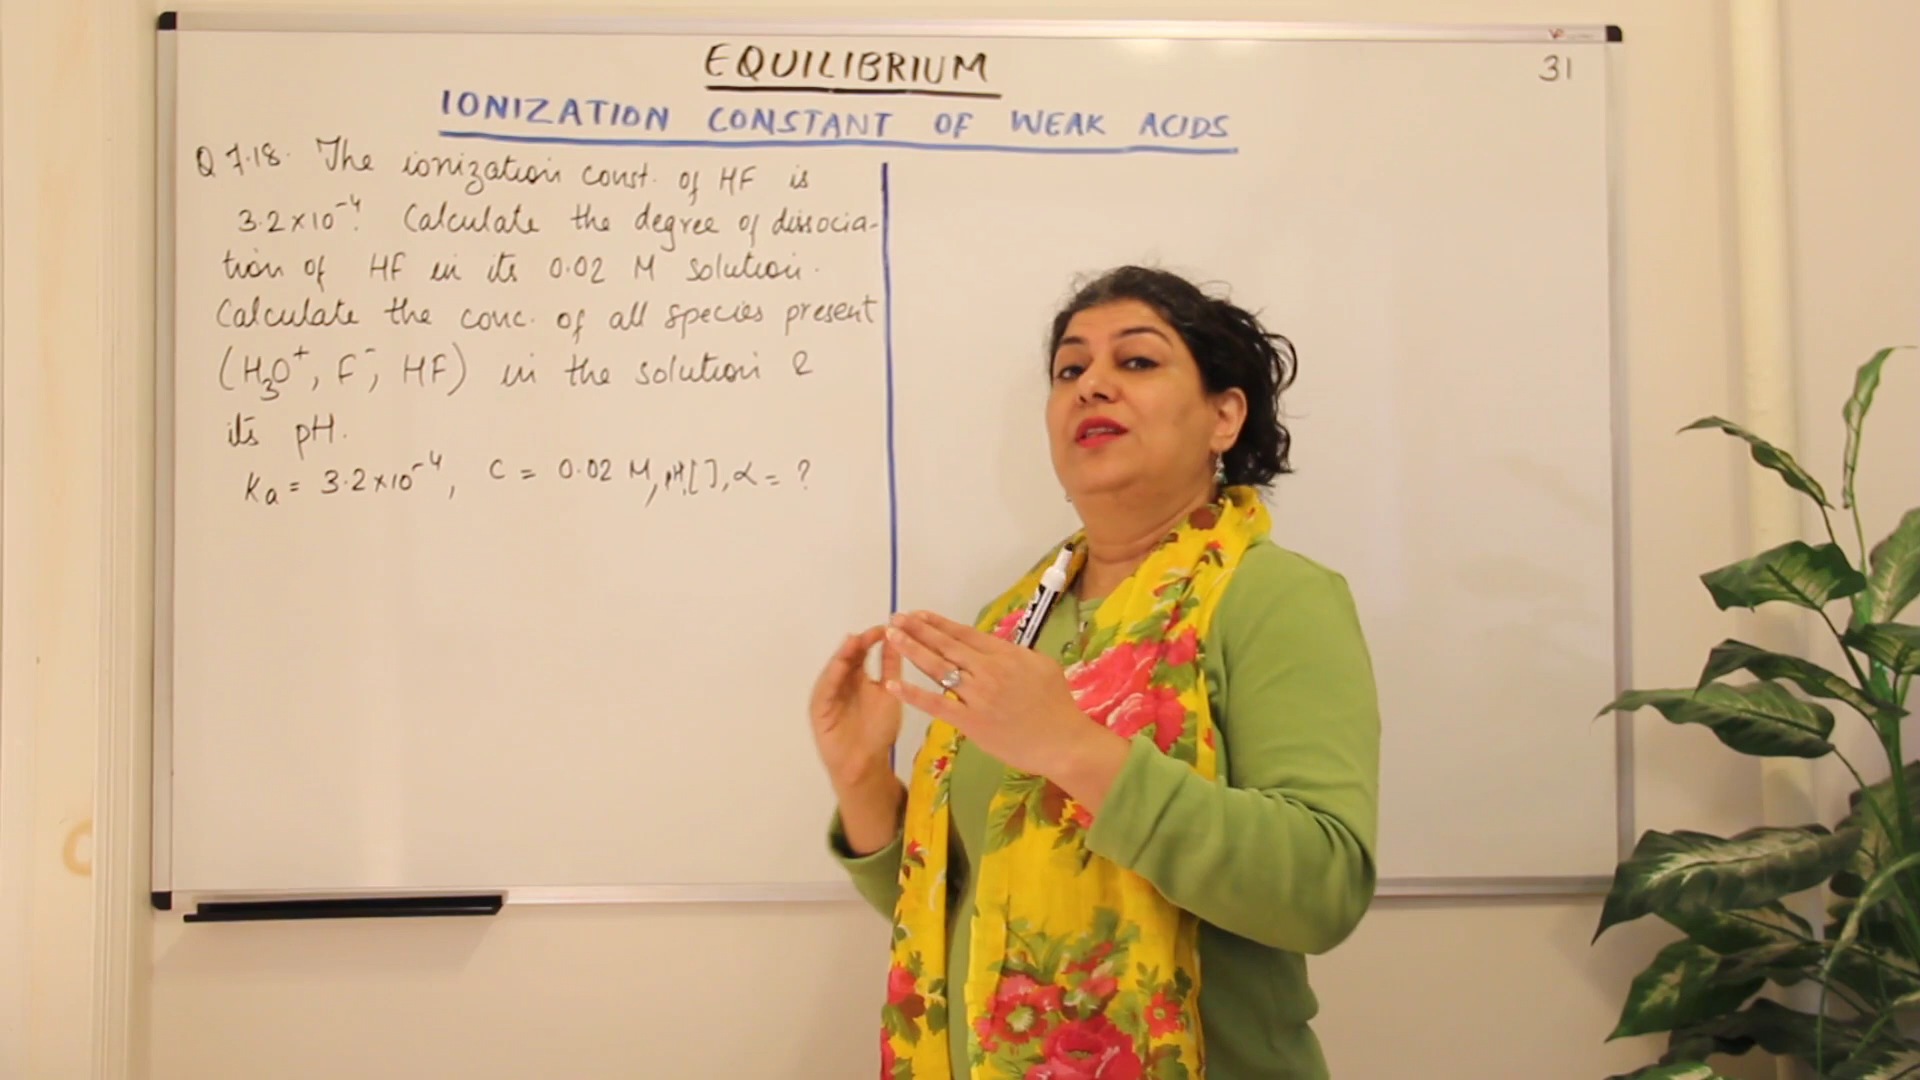 EQUILIBRIUM
31
IONIZATION CONSTANT OF WEAK ACIDS
Q 7.18. The ionization const. of HF is
3.2×10⁻⁴. Calculate the degree of dissocia-
tion of HF in its 0.02 M solution.
Calculate the conc. of all species present
(H₃O⁺, F⁻, HF) in the solution &
its pH.
Ka = 3.2×10⁻⁴, C = 0.02 M, pH, [ ], α = ?